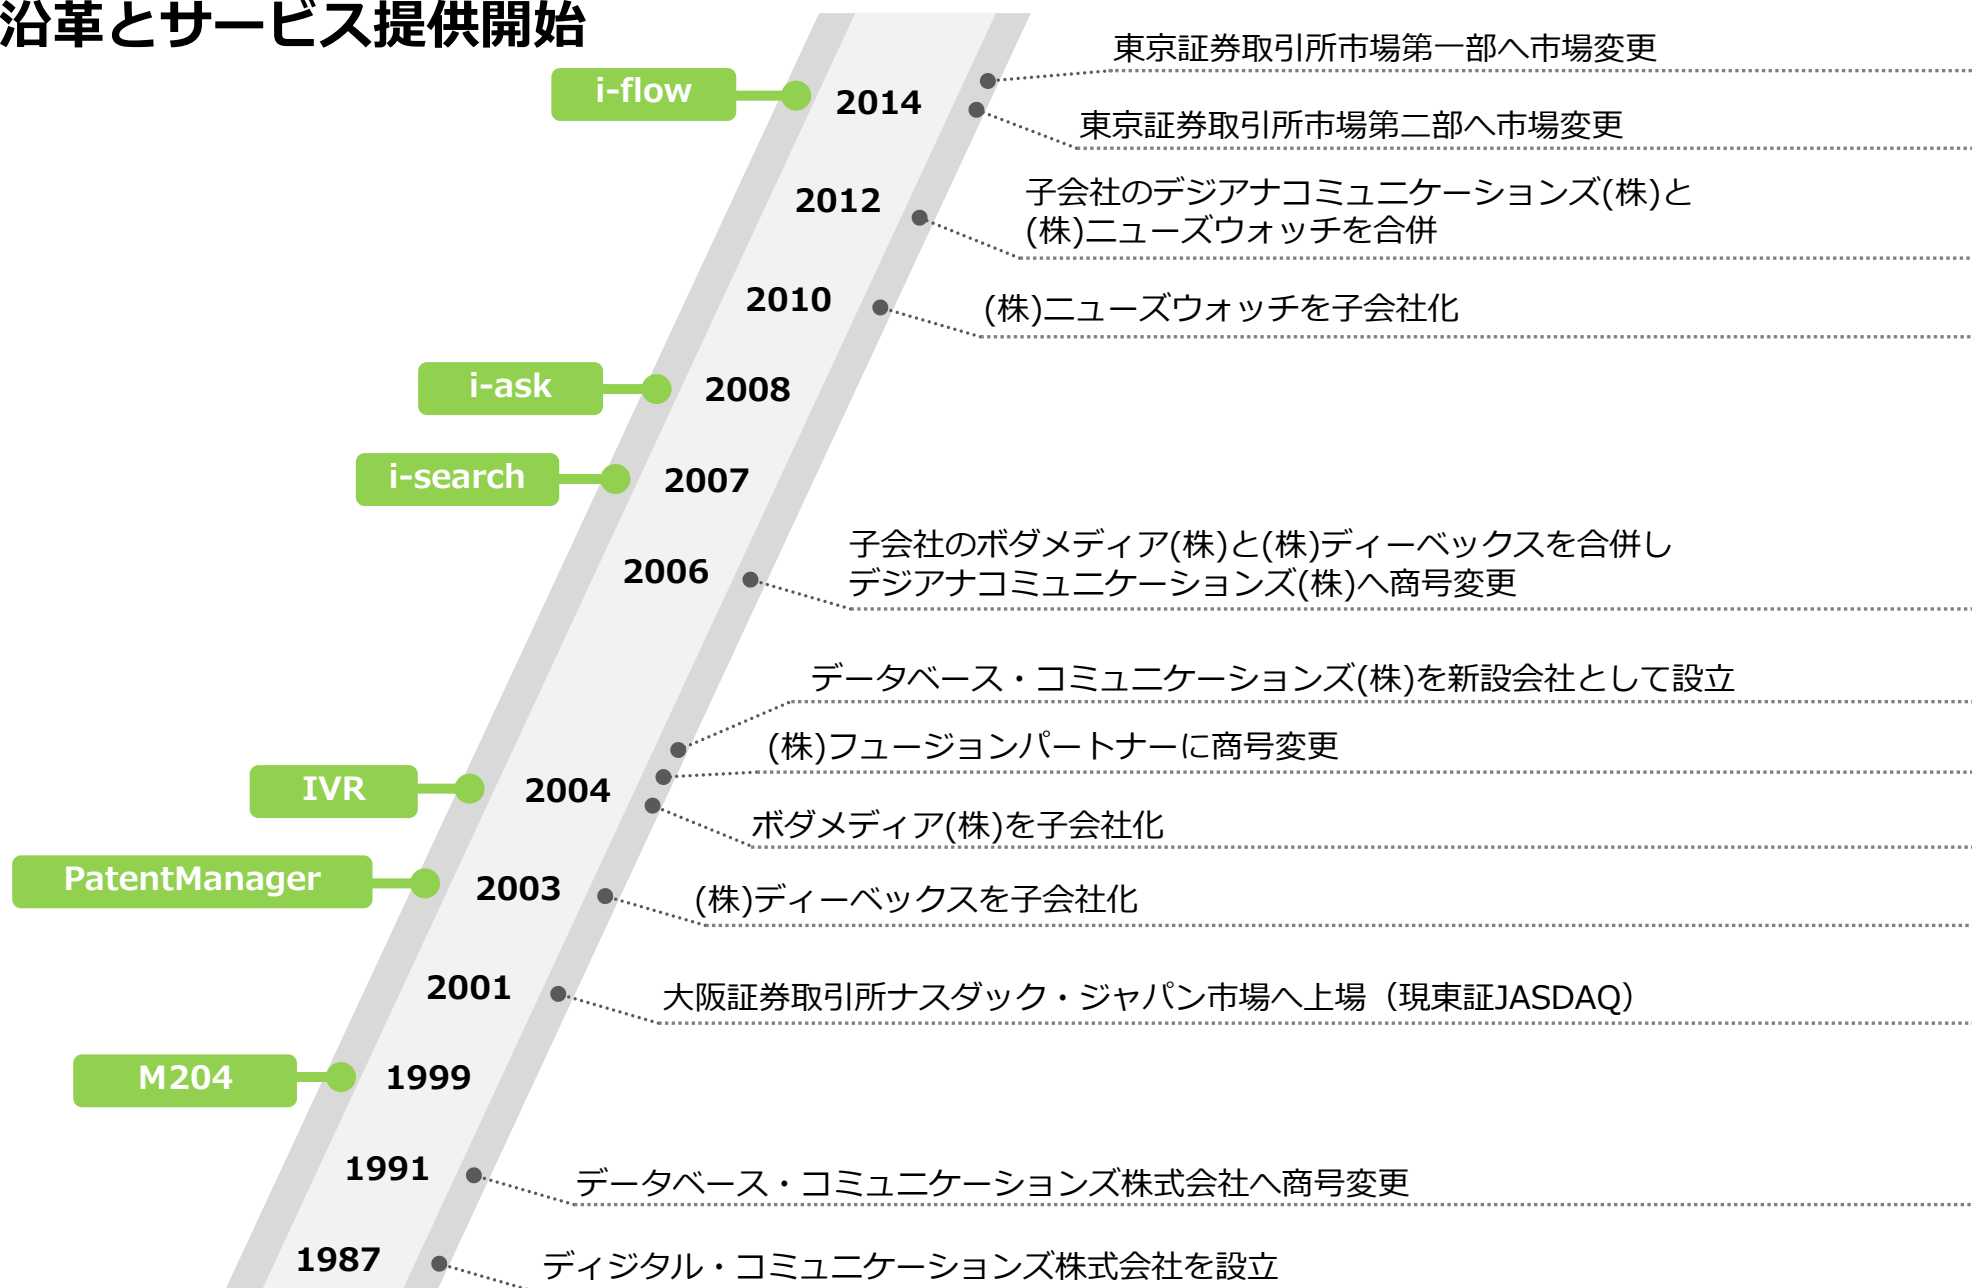 沿革とサービス提供開始
東京証券取引所市場第一部へ市場変更
i-flow
2014
東京証券取引所市場第二部へ市場変更
2012
子会社のデジアナコミュニケーションズ(株)と
(株)ニューズウォッチを合併
2010
(株)ニューズウォッチを子会社化
i-ask
2008
i-search
2007
2006
子会社のボダメディア(株)と(株)ディーベックスを合併し
デジアナコミュニケーションズ(株)へ商号変更
データベース・コミュニケーションズ(株)を新設会社として設立
(株)フュージョンパートナーに商号変更
IVR
2004
ボダメディア(株)を子会社化
PatentManager
2003
(株)ディーベックスを子会社化
2001
大阪証券取引所ナスダック・ジャパン市場へ上場（現東証JASDAQ）
M204
1999
1991
データベース・コミュニケーションズ株式会社へ商号変更
1987
ディジタル・コミュニケーションズ株式会社を設立